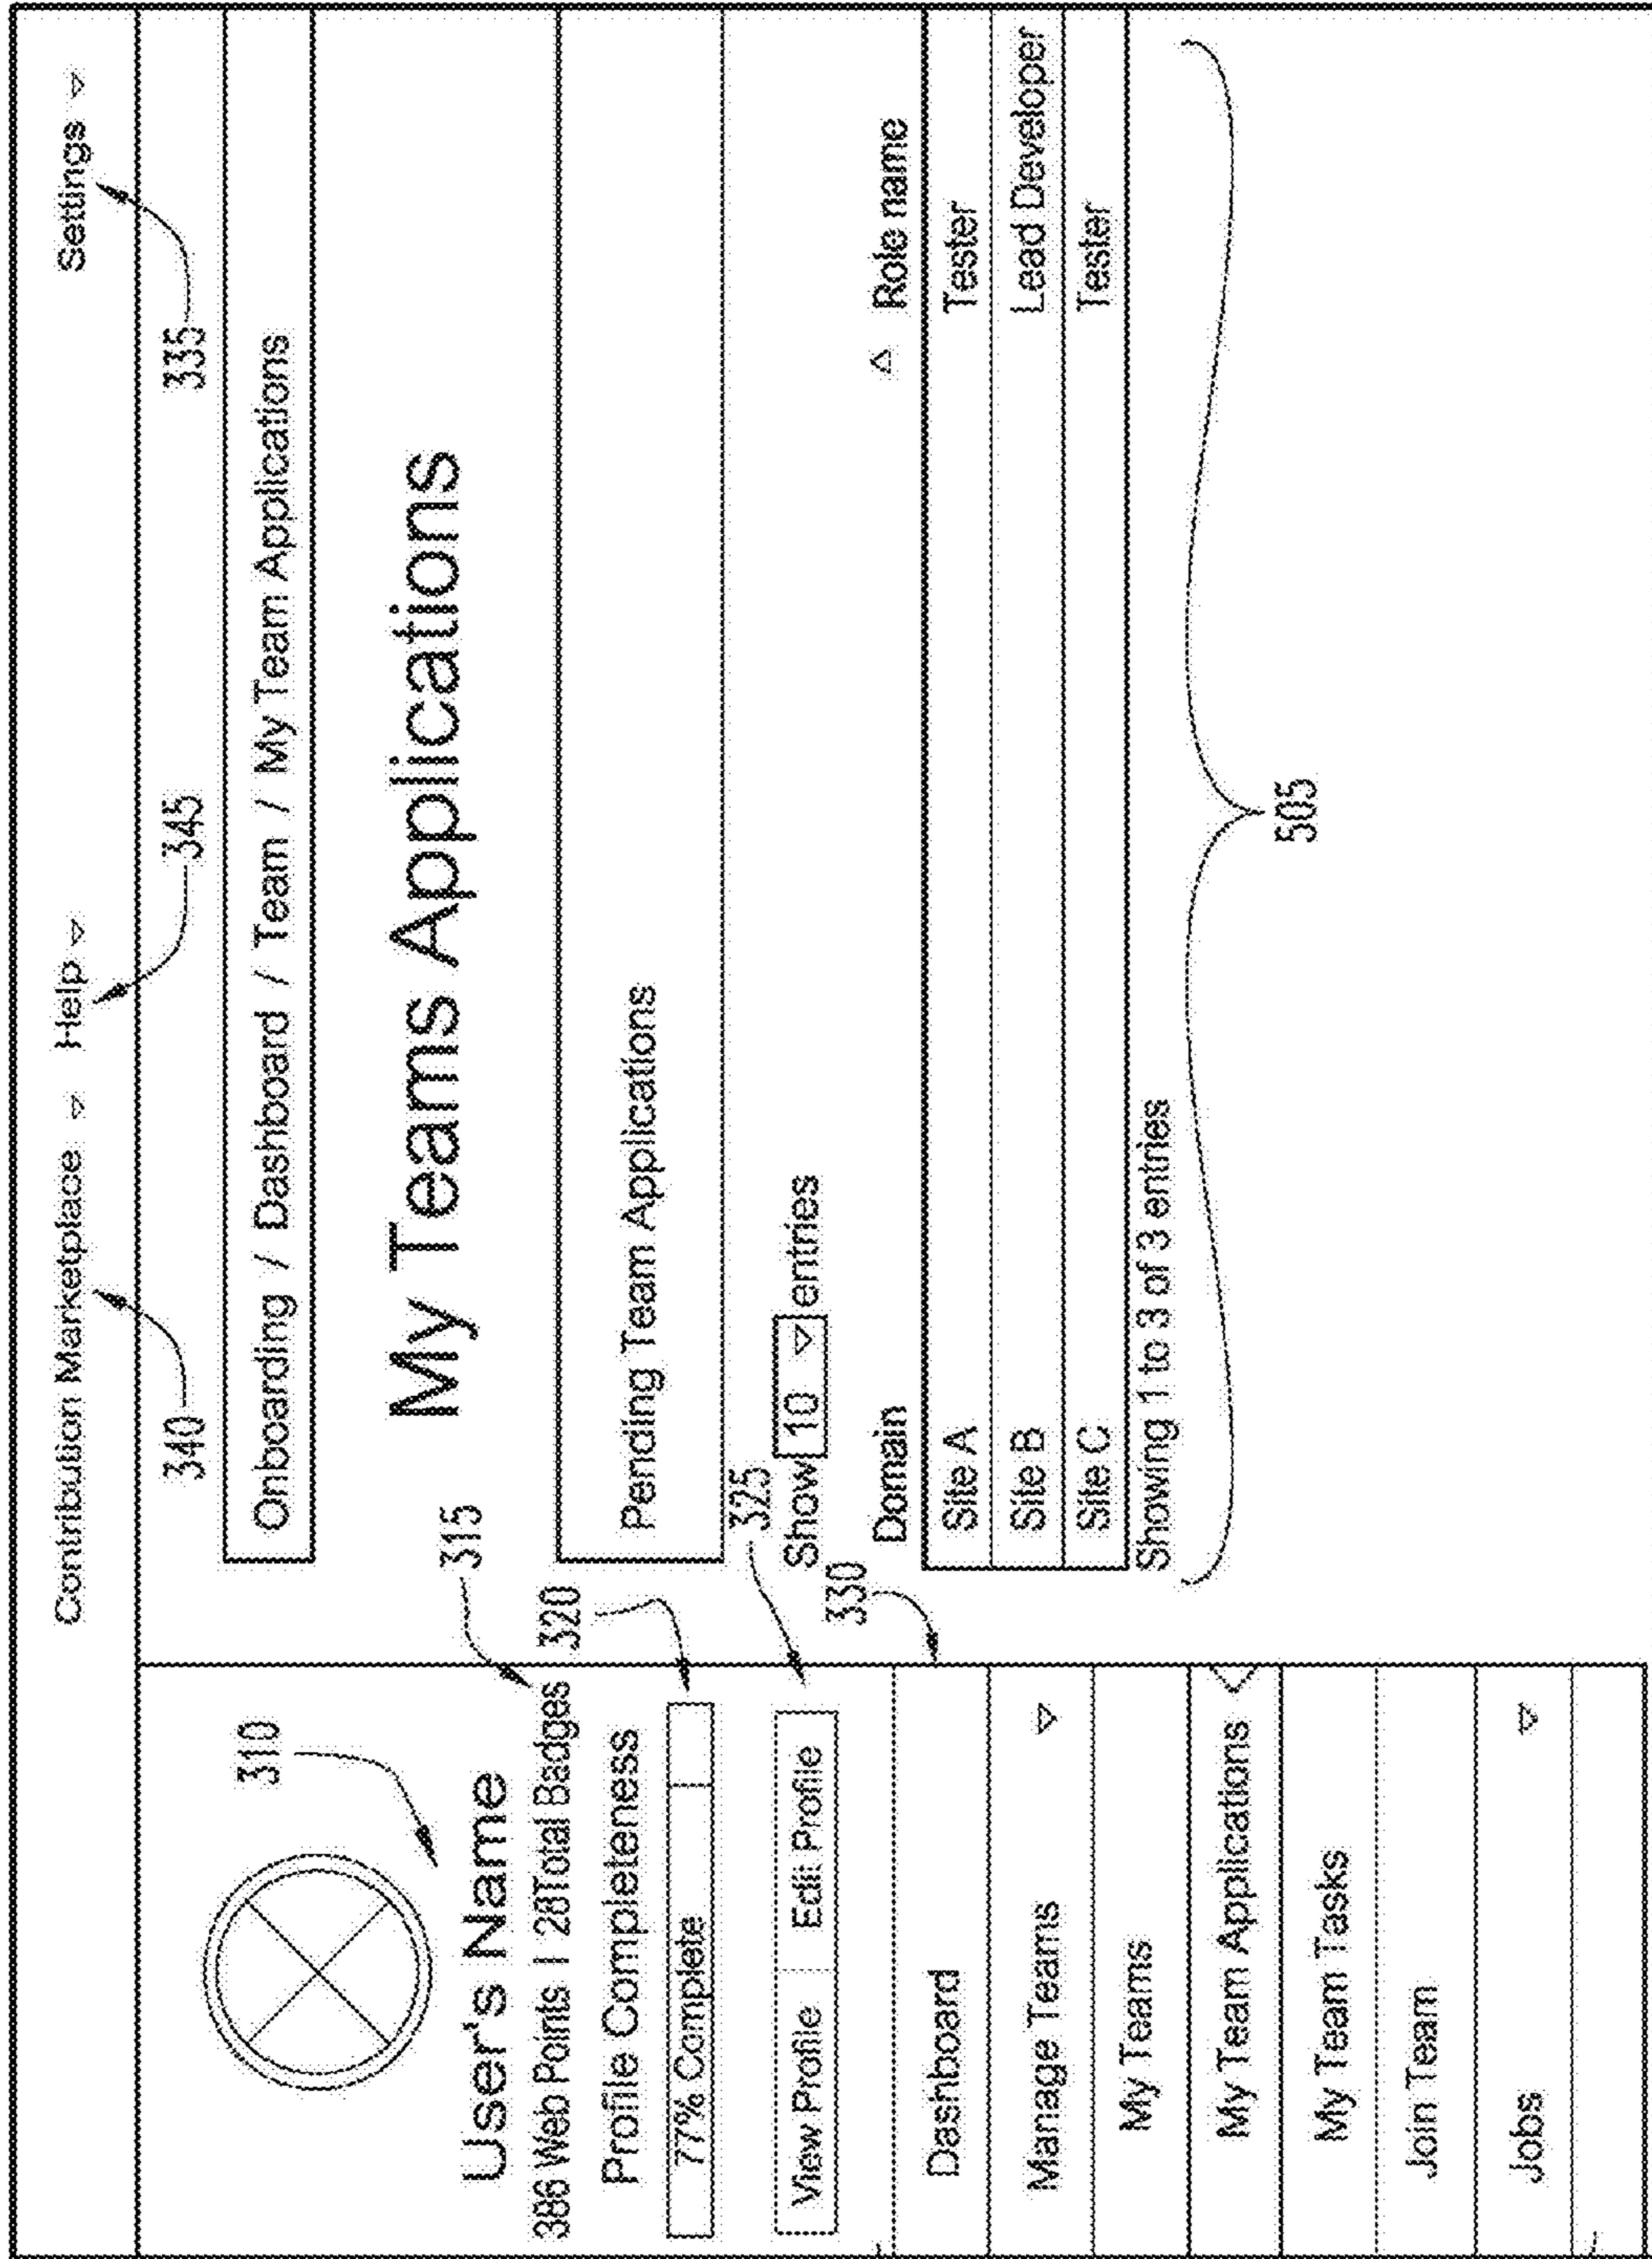 Contribution Marketplace Help Settings
340 345 335
Onboarding / Dashboard / Team / My Team Applications
310
User's Name
315
386 Web Points | 28Total Badges
320
Profile Completeness
77% Complete
325
View Profile Edit Profile
330
Dashboard
Manage Teams
My Teams
My Team Applications
My Team Tasks
Join Team
Jobs
My Teams Applications
Pending Team Applications
Show 10 entries
Domain Role name
Site A Tester
Site B Lead Developer
Site C Tester
Showing 1 to 3 of 3 entries
505